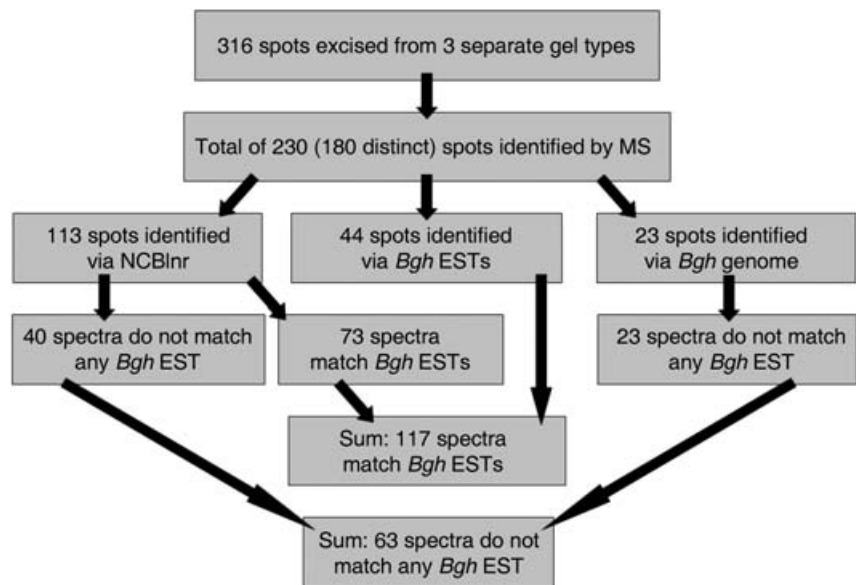 316 spots excised from 3 separate gel types
Total of 230 (180 distinct) spots identified by MS
113 spots identified
via NCBInr
44 spots identified
via Bgh ESTs
23 spots identified
via Bgh genome
40 spectra do not match
any Bgh EST
73 spectra
match Bgh ESTs
23 spectra do not match
any Bgh EST
Sum: 117 spectra
match Bgh ESTs
Sum: 63 spectra do not
match any Bgh EST